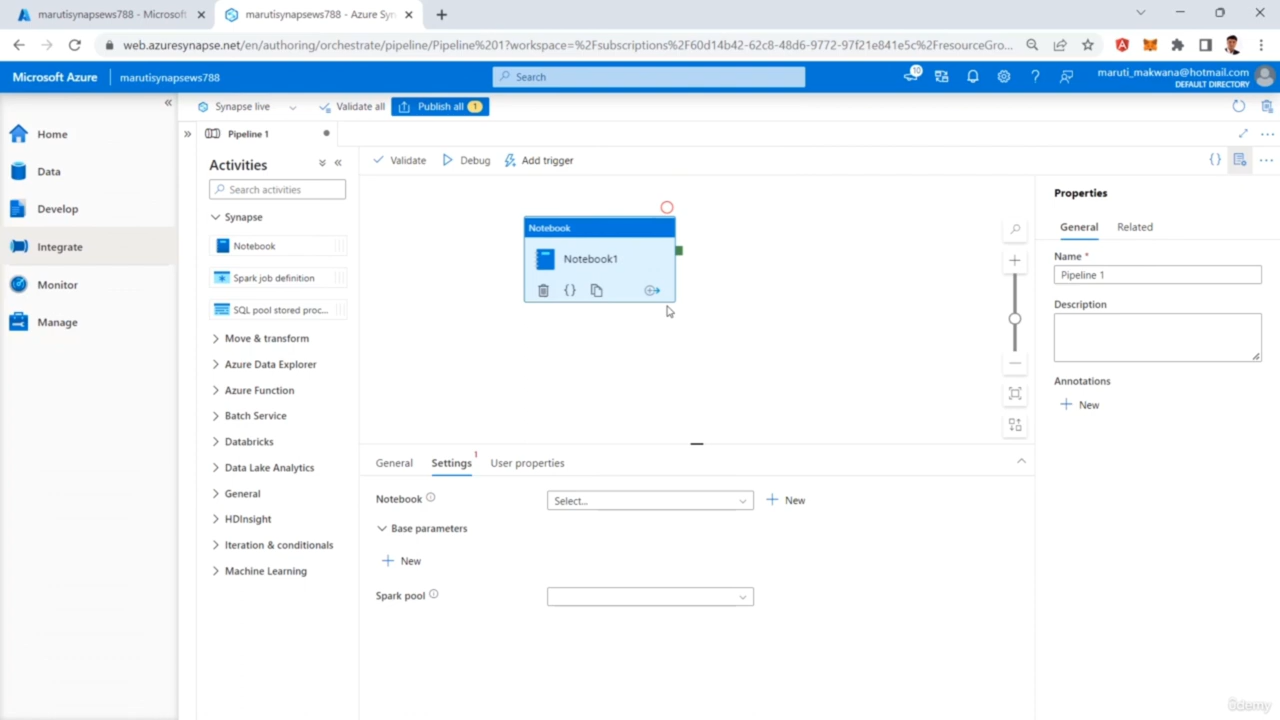 marutisynapsews788 - Microsoft
marutisynapsews788 - Azure Syn
web.azuresynapse.net/en/authoring/orchestrate/pipeline/Pipeline%201?workspace=%2Fsubscriptions%2F60d14b42-62c8-48d6-9772-97f21e841e5c%2FresourceGro...
Microsoft Azure
marutisynapsews788
Search
10
maruti_makwana@hotmail.com
DEFAULT DIRECTORY
Synapse live
Validate all
Publish all
1
Home
Data
Develop
Integrate
Monitor
Manage
Pipeline 1
Activities
Search activities
Synapse
Notebook
Spark job definition
SQL pool stored proc...
Move & transform
Azure Data Explorer
Azure Function
Batch Service
Databricks
Data Lake Analytics
General
HDInsight
Iteration & conditionals
Machine Learning
Validate
Debug
Add trigger
Notebook
Notebook1
General
Settings
1
User properties
Notebook
Select...
New
Base parameters
New
Spark pool
Properties
General
Related
Name *
Pipeline 1
Description
Annotations
New
ûdemy